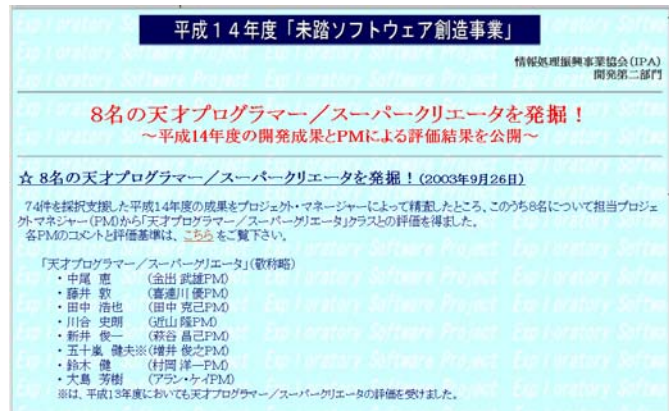 平成14年度「未踏ソフトウェア創造事業」
情報処理振興事業協会(IPA)
開発第二部門
8名の天才プログラマー／スーパークリエータを発掘！
～平成14年度の開発成果とPMによる評価結果を公開～
☆ 8名の天才プログラマー／スーパークリエータを発掘！(2003年9月26日)
74件を採択支援した平成14年度の成果をプロジェクト・マネージャーによって精査したところ、このうち8名について担当プロジェ
クトマネジャー(PM)から「天才プログラマー／スーパークリエータ」クラスとの評価を得ました。
各PMのコメントと評価基準は、こちら をご覧下さい。
「天才プログラマー／スーパークリエータ」(敬称略)
・中尾 恵 (金出 武雄PM)
・藤井 敦 (喜連川 優PM)
・田中 浩也 (田中 克己PM)
・川合 史朗 (近山 隆PM)
・新井 俊一 (萩谷 昌己PM)
・五十嵐 健夫※(増井 俊之PM)
・鈴木 健 (村岡 洋一PM)
・大島 芳樹 (アラン・ケイPM)
※は、平成13年度においても天才プログラマー／スーパークリエータの評価を受けました。